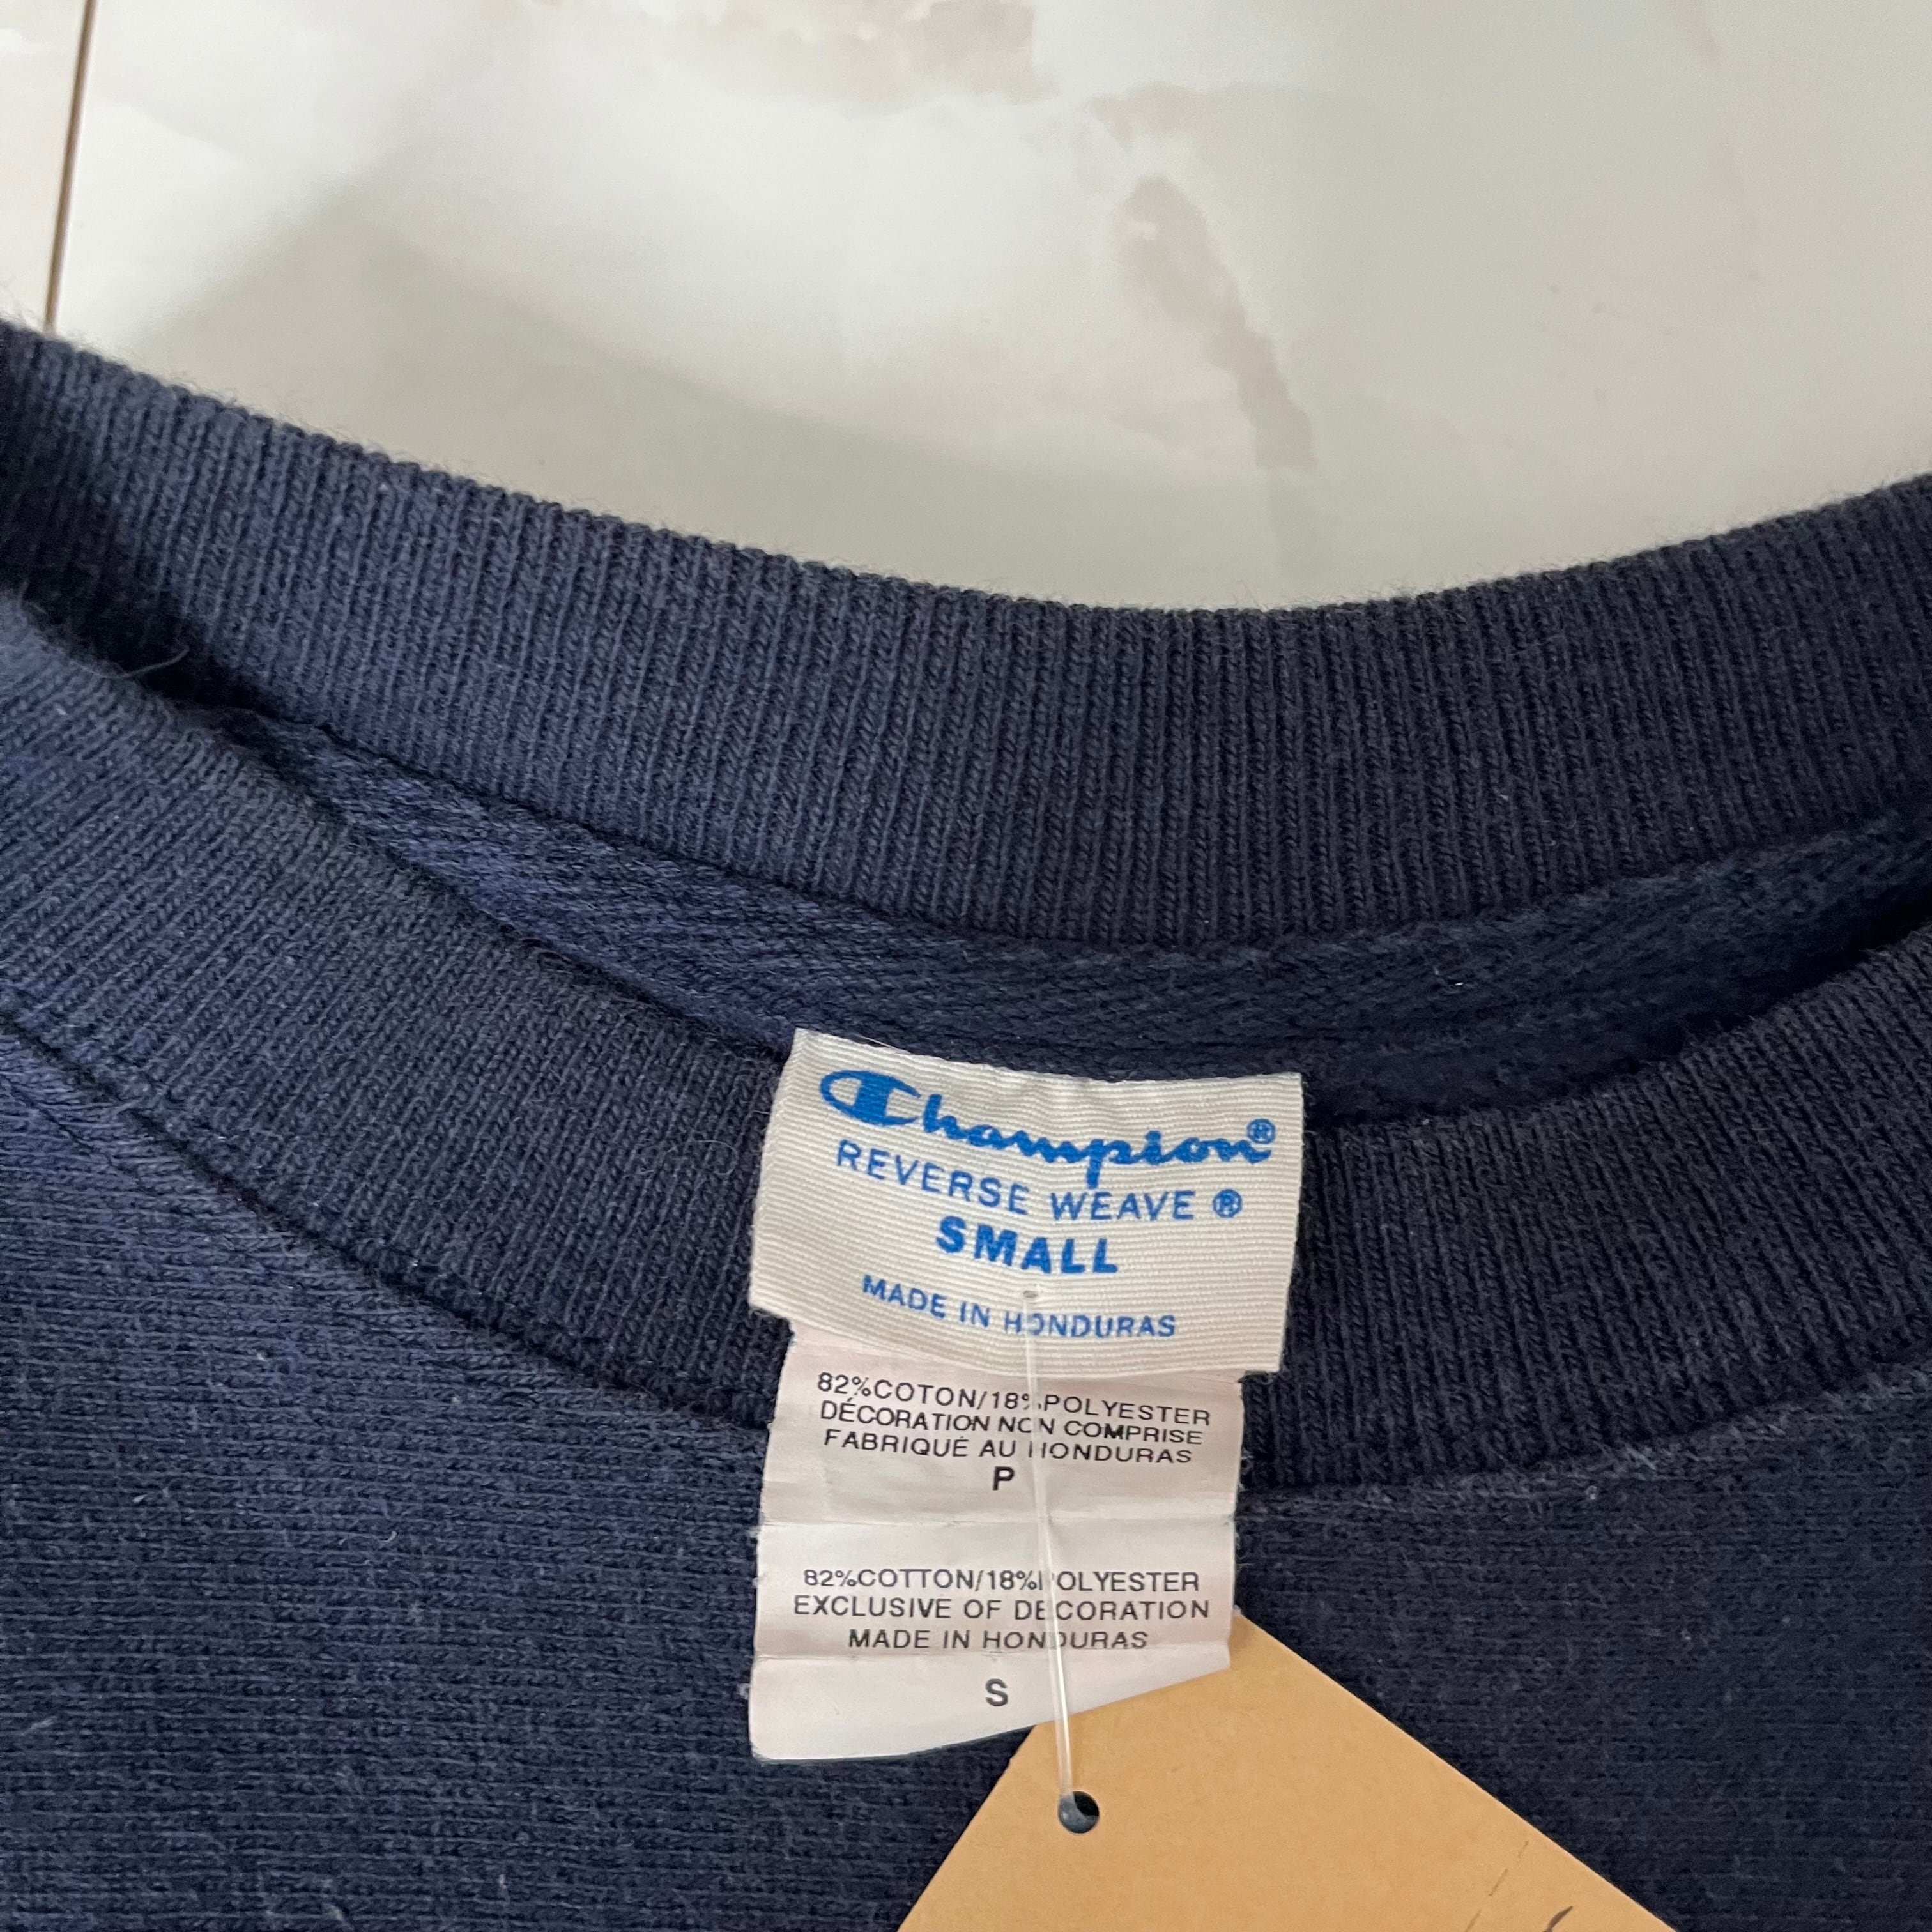 Champion®
REVERSE WEAVE ®
SMALL
MADE IN HONDURAS
82%COTON/18%POLYESTER
DÉCORATION NON COMPRISE
FABRIQUÉ AU HONDURAS
P
82%COTTON/18%POLYESTER
EXCLUSIVE OF DECORATION
MADE IN HONDURAS
S